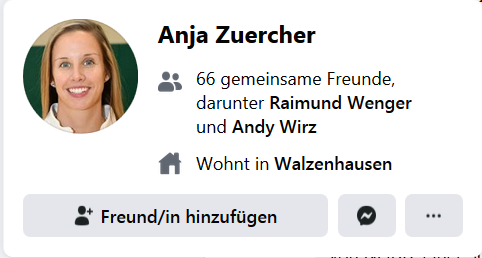 Anja Zuercher
66 gemeinsame Freunde,
darunter Raimund Wenger
und Andy Wirz
Wohnt in Walzenhausen
Freund/in hinzufügen